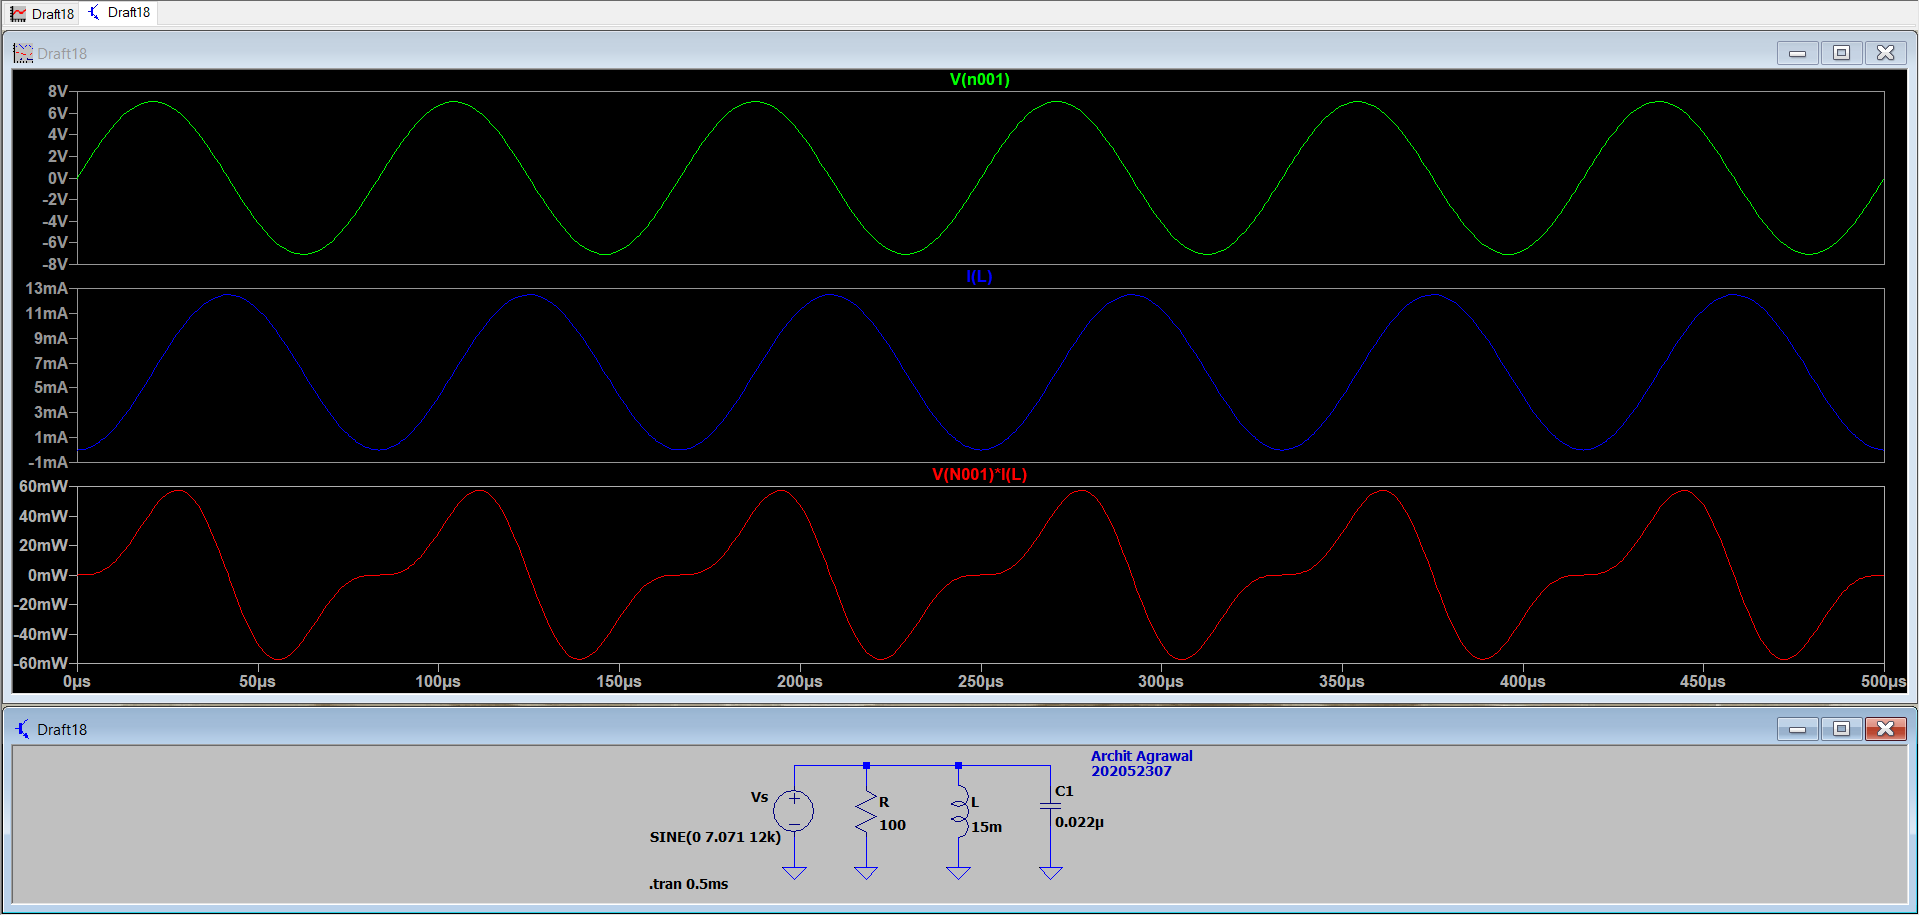 Draft18 Draft18
Draft18
V(n001)
8V
6V
4V
2V
0V
-2V
-4V
-6V
-8V
I(L)
13mA
11mA
9mA
7mA
5mA
3mA
1mA
-1mA
V(N001)*I(L)
60mW
40mW
20mW
0mW
-20mW
-40mW
-60mW
0µs 50µs 100µs 150µs 200µs 250µs 300µs 350µs 400µs 450µs 500µs
Draft18
Archit Agrawal
202052307
Vs
SINE(0 7.071 12k)
R
100
L
15m
C1
0.022µ
.tran 0.5ms